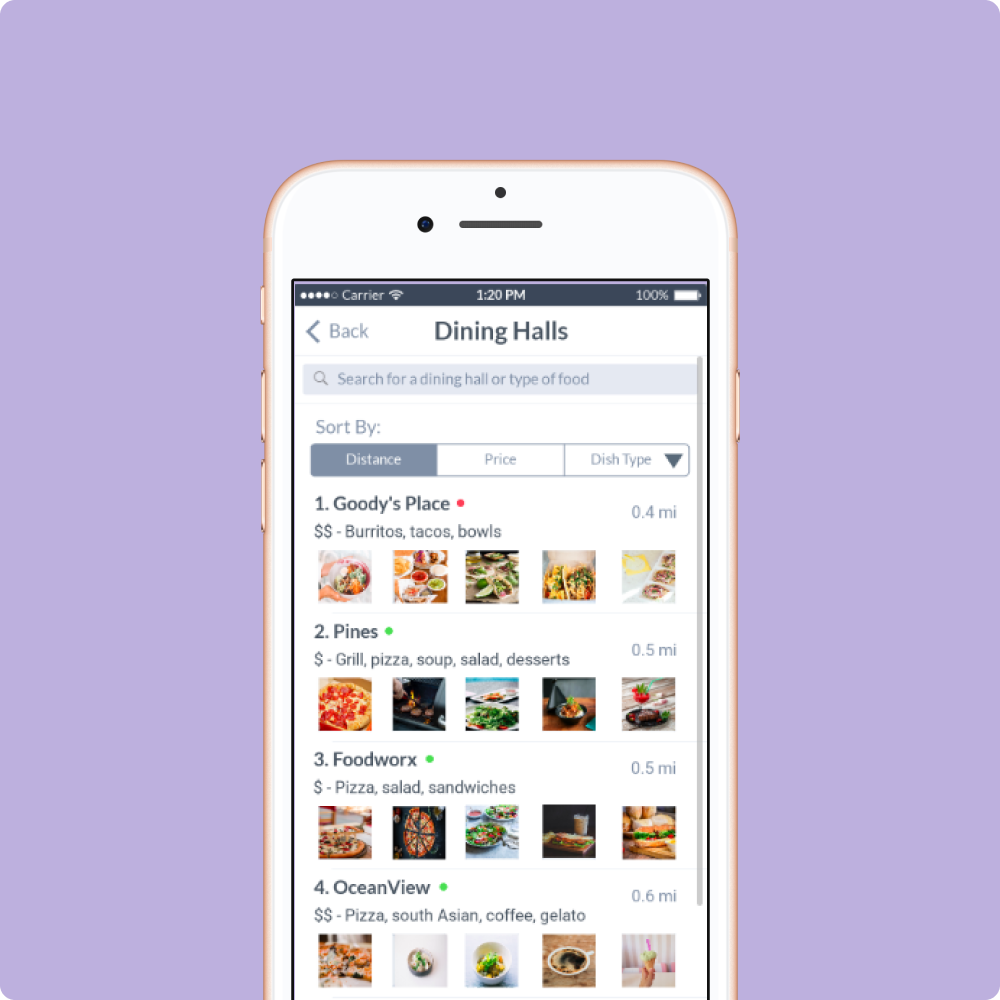 Carrier 1:20 PM 100%
Back Dining Halls
Search for a dining hall or type of food
Sort By:
Distance Price Dish Type
1. Goody's Place
0.4 mi
$$ - Burritos, tacos, bowls
2. Pines
0.5 mi
$ - Grill, pizza, soup, salad, desserts
3. Foodworx
0.5 mi
$ - Pizza, salad, sandwiches
4. OceanView
0.6 mi
$$ - Pizza, south Asian, coffee, gelato